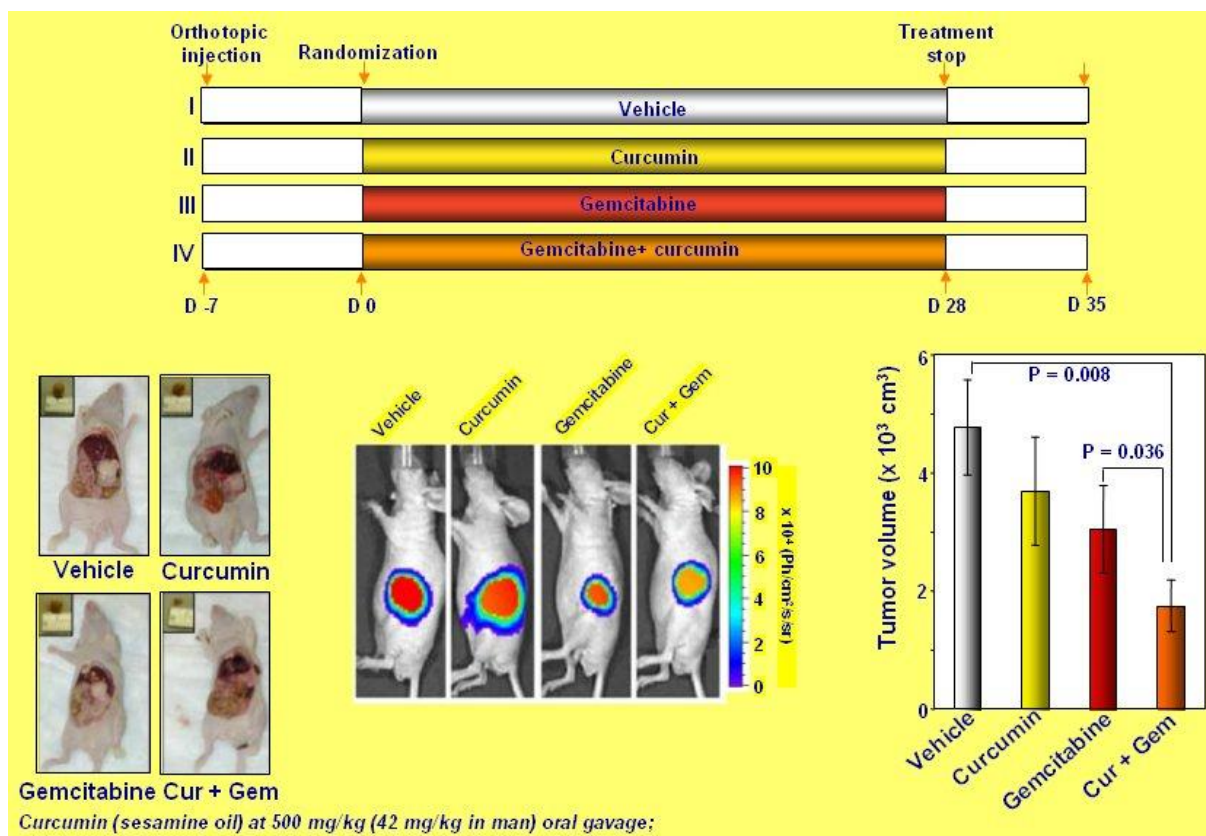 Orthotopic
injection
Randomization
Treatment
stop
I
Vehicle
II
Curcumin
III
Gemcitabine
IV
Gemcitabine+ curcumin
D -7
D 0
D 28
D 35
Vehicle
Curcumin
Gemcitabine
Cur + Gem
Vehicle
Curcumin
Gemcitabine
Cur + Gem
10
8
6
4
2
0
x 10⁴ (Ph/cm²/s/sr)
Tumor volume (x 10³ cm³)
6
4
2
0
P = 0.008
P = 0.036
Vehicle
Curcumin
Gemcitabine
Cur + Gem
Curcumin (sesamine oil) at 500 mg/kg (42 mg/kg in man) oral gavage;